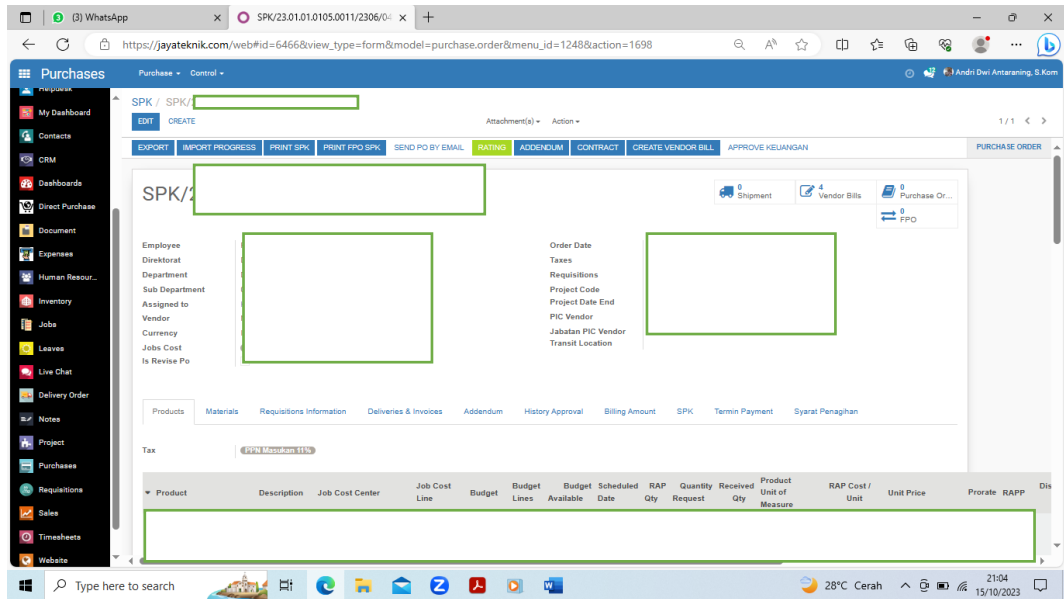 (3) WhatsApp
SPK/23.01.01.0105.0011/2306/04
https://jayateknik.com/web#id=6466&view_type=form&model=purchase.order&menu_id=1248&action=1698
Purchases
Purchase
Control
Andri Dwi Antaraning, S.Kom
Helpdesk
My Dashboard
Contacts
CRM
Dashboards
Direct Purchase
Document
Expenses
Human Resour...
Inventory
Jobs
Leaves
Live Chat
Delivery Order
Notes
Project
Purchases
Requisitions
Sales
Timesheets
Website
SPK / SPK/2
EDIT CREATE Attachment(s) Action 1 / 1
EXPORT IMPORT PROGRESS PRINT SPK PRINT FPO SPK SEND PO BY EMAIL RATING ADDENDUM CONTRACT CREATE VENDOR BILL APPROVE KEUANGAN PURCHASE ORDER
SPK/2
0 Shipment
4 Vendor Bills
0 Purchase Or...
0 FPO
Employee
Direktorat
Department
Sub Department
Assigned to
Vendor
Currency
Jobs Cost
Is Revise Po
Order Date
Taxes
Requisitions
Project Code
Project Date End
PIC Vendor
Jabatan PIC Vendor
Transit Location
Products Materials Requisitions Information Deliveries & Invoices Addendum History Approval Billing Amount SPK Termin Payment Syarat Penagihan
Tax PPN Masukan 11%
Product Description Job Cost Center Job Cost Line Budget Budget Lines Budget Available Scheduled Date RAP Qty Quantity Request Received Qty Product Unit of Measure RAP Cost / Unit Unit Price Prorate RAPP Dis
Type here to search
28°C Cerah
21:04
15/10/2023